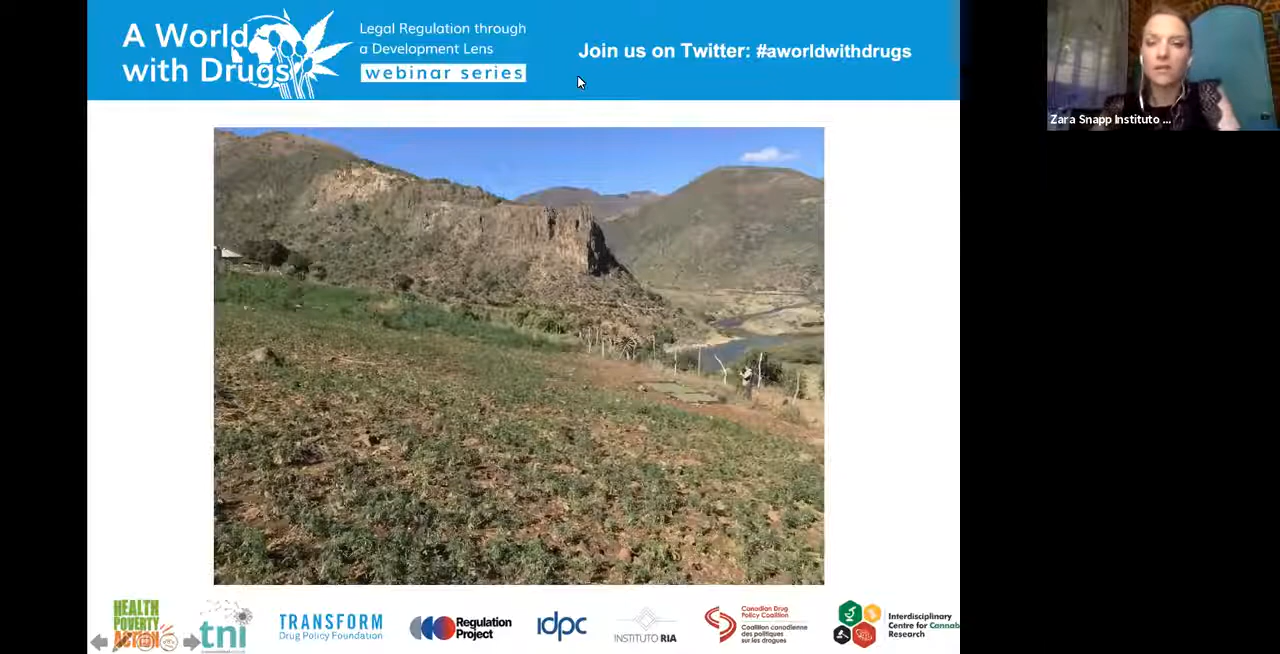 A World
with Drugs
Legal Regulation through
a Development Lens
webinar series
Join us on Twitter: #aworldwithdrugs
Zara Snapp Instituto ...
HEALTH
POVERTY
ACTION
tni
TRANSFORM
Drug Policy Foundation
Regulation
Project
idpc
INSTITUTO RIA
Canadian Drug
Policy Coalition
Coalition canadienne
des politiques
sur les drogues
Interdisciplinary
Centre for Cannab
Research